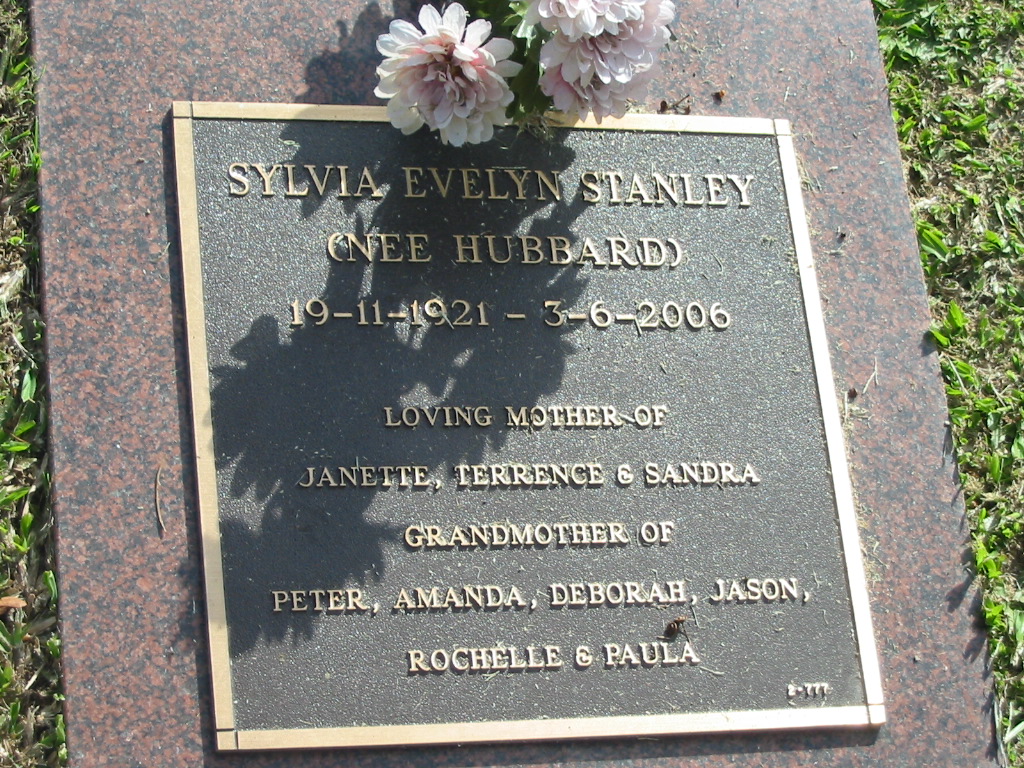 SYLVIA EVELYN STANLEY
(NEE HUBBARD)
19-11-1921 - 3-6-2006
LOVING MOTHER OF
JANETTE, TERRENCE & SANDRA
GRANDMOTHER OF
PETER, AMANDA, DEBORAH, JASON,
ROCHELLE & PAULA